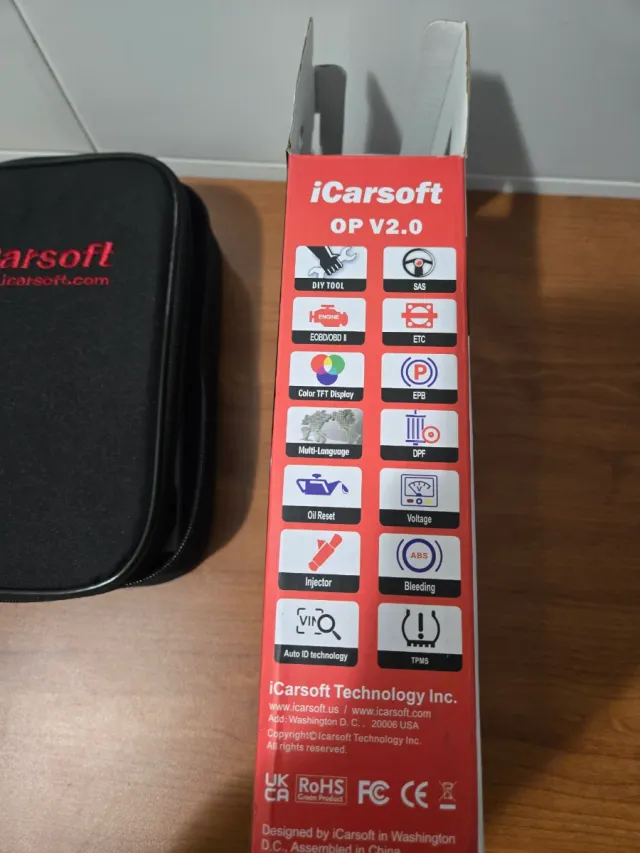 arsoft
icarsoft.com
iCarsoft
OP V2.0
DIY TOOL
SAS
ENGINE
EOBD/OBD II
ETC
Color TFT Display
P
EPB
Multi-Language
DPF
Oil Reset
V
Voltage
Injector
ABS
Bleeding
VIN
Auto ID technology
TPMS
iCarsoft Technology Inc.
www.icarsoft.us / www.icarsoft.com
Add: Washington D. C. , 20006 USA
Copyright©Icarsoft Technology Inc.
All rights reserved.
UK
CA
RoHS
Green Product
FC
CE
Designed by iCarsoft in Washington
D.C., Assembled in China